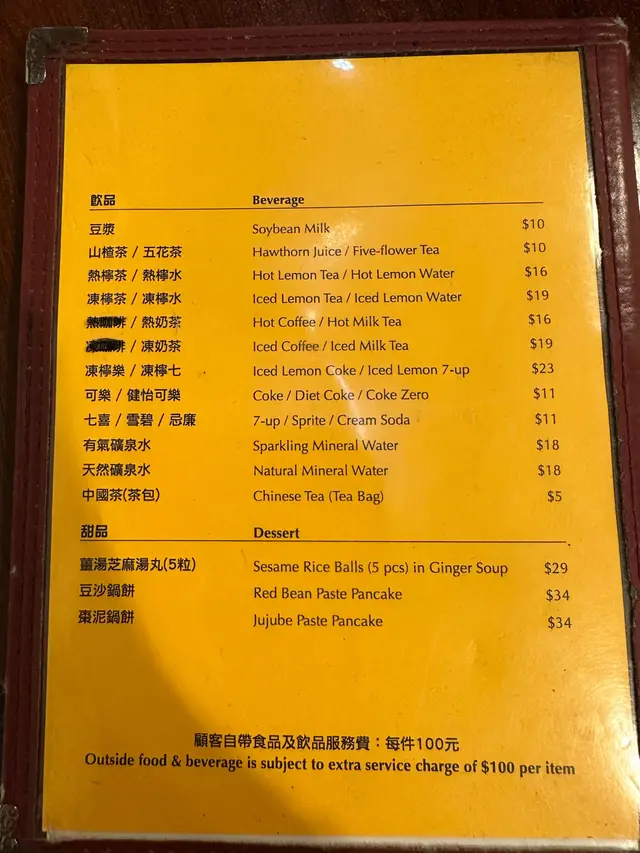 飲品 Beverage
豆漿 Soybean Milk $10
山楂茶 / 五花茶 Hawthorn Juice / Five-flower Tea $10
熱檸茶 / 熱檸水 Hot Lemon Tea / Hot Lemon Water $16
凍檸茶 / 凍檸水 Iced Lemon Tea / Iced Lemon Water $19
/ 熱奶茶 Hot Coffee / Hot Milk Tea $16
/ 凍奶茶 Iced Coffee / Iced Milk Tea $19
凍檸樂 / 凍檸七 Iced Lemon Coke / Iced Lemon 7-up $23
可樂 / 健怡可樂 Coke / Diet Coke / Coke Zero $11
七喜 / 雪碧 / 忌廉 7-up / Sprite / Cream Soda $11
有氣礦泉水 Sparkling Mineral Water $18
天然礦泉水 Natural Mineral Water $18
中國茶(茶包) Chinese Tea (Tea Bag) $5
甜品 Dessert
薑湯芝麻湯丸(5粒) Sesame Rice Balls (5 pcs) in Ginger Soup $29
豆沙鍋餅 Red Bean Paste Pancake $34
棗泥鍋餅 Jujube Paste Pancake $34
顧客自帶食品及飲品服務費：每件100元
Outside food & beverage is subject to extra service charge of $100 per item